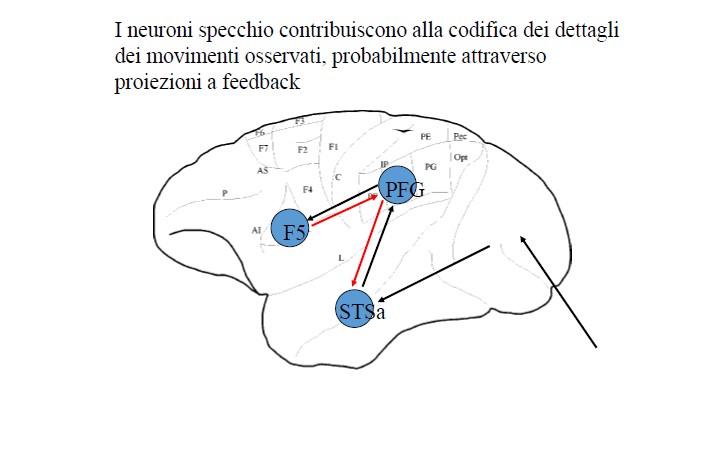 I neuroni specchio contribuiscono alla codifica dei dettagli
dei movimenti osservati, probabilmente attraverso
proiezioni a feedback
F3
F6
F7
F2
F1
PE
Pec
AS
IP
PG
Opt
C
P
F4
PFG
AI
F5
L
STSa